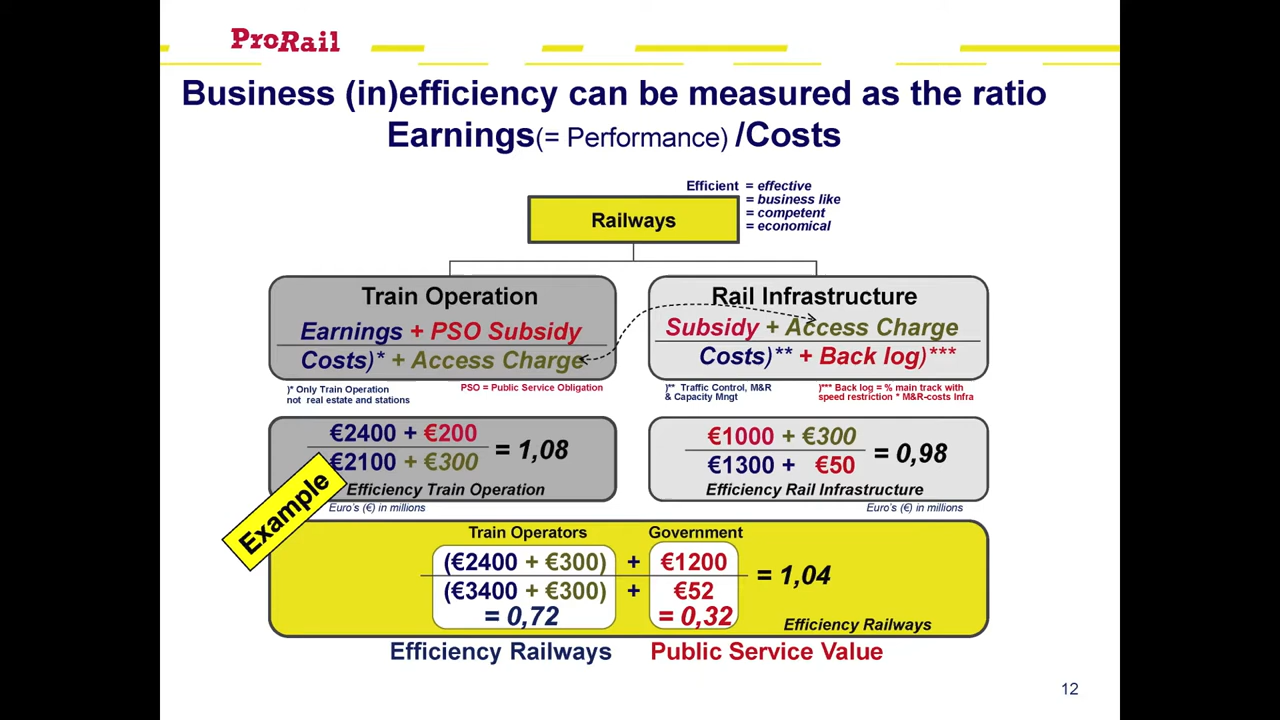 ProRail
Business (in)efficiency can be measured as the ratio
Earnings(= Performance) /Costs
Efficient = effective
= business like
= competent
= economical
Railways
Train Operation
Earnings + PSO Subsidy
Costs)* + Access Charge
)* Only Train Operation
not real estate and stations
PSO = Public Service Obligation
Rail Infrastructure
Subsidy + Access Charge
Costs)** + Back log)***
)** Traffic Control, M&R
& Capacity Mngt
)*** Back log = % main track with
speed restriction * M&R-costs Infra
€2400 + €200
€2100 + €300
= 1,08
Efficiency Train Operation
Euro's (€) in millions
€1000 + €300
€1300 + €50
= 0,98
Efficiency Rail Infrastructure
Euro's (€) in millions
Example
Train Operators
Government
(€2400 + €300) + €1200
(€3400 + €300) + €52
= 1,04
= 0,72
= 0,32
Efficiency Railways
Efficiency Railways
Public Service Value
12